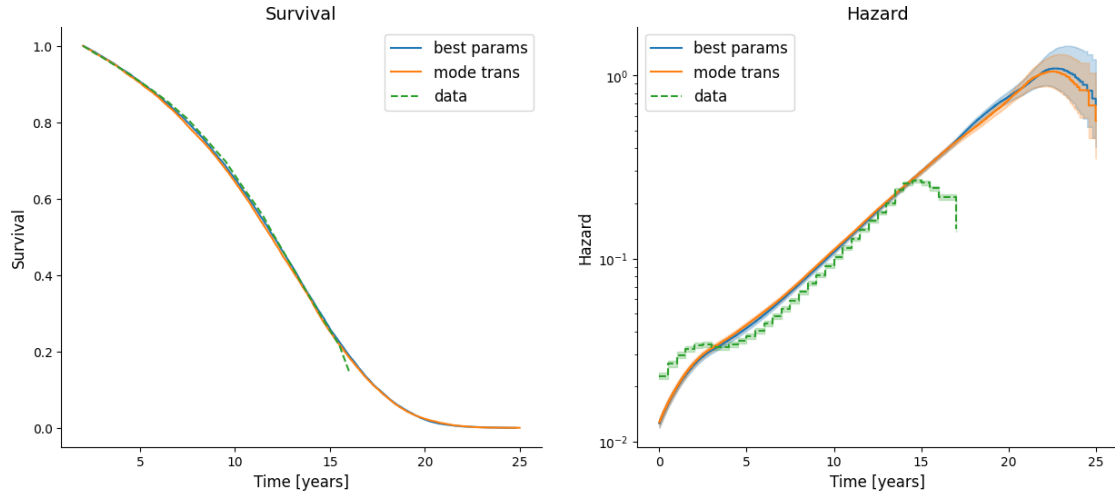 Survival
Survival
1.0
0.8
0.6
0.4
0.2
0.0
best params
mode trans
data
5
10
15
20
25
Time [years]
Hazard
Hazard
10^0
10^-1
10^-2
best params
mode trans
data
0
5
10
15
20
25
Time [years]